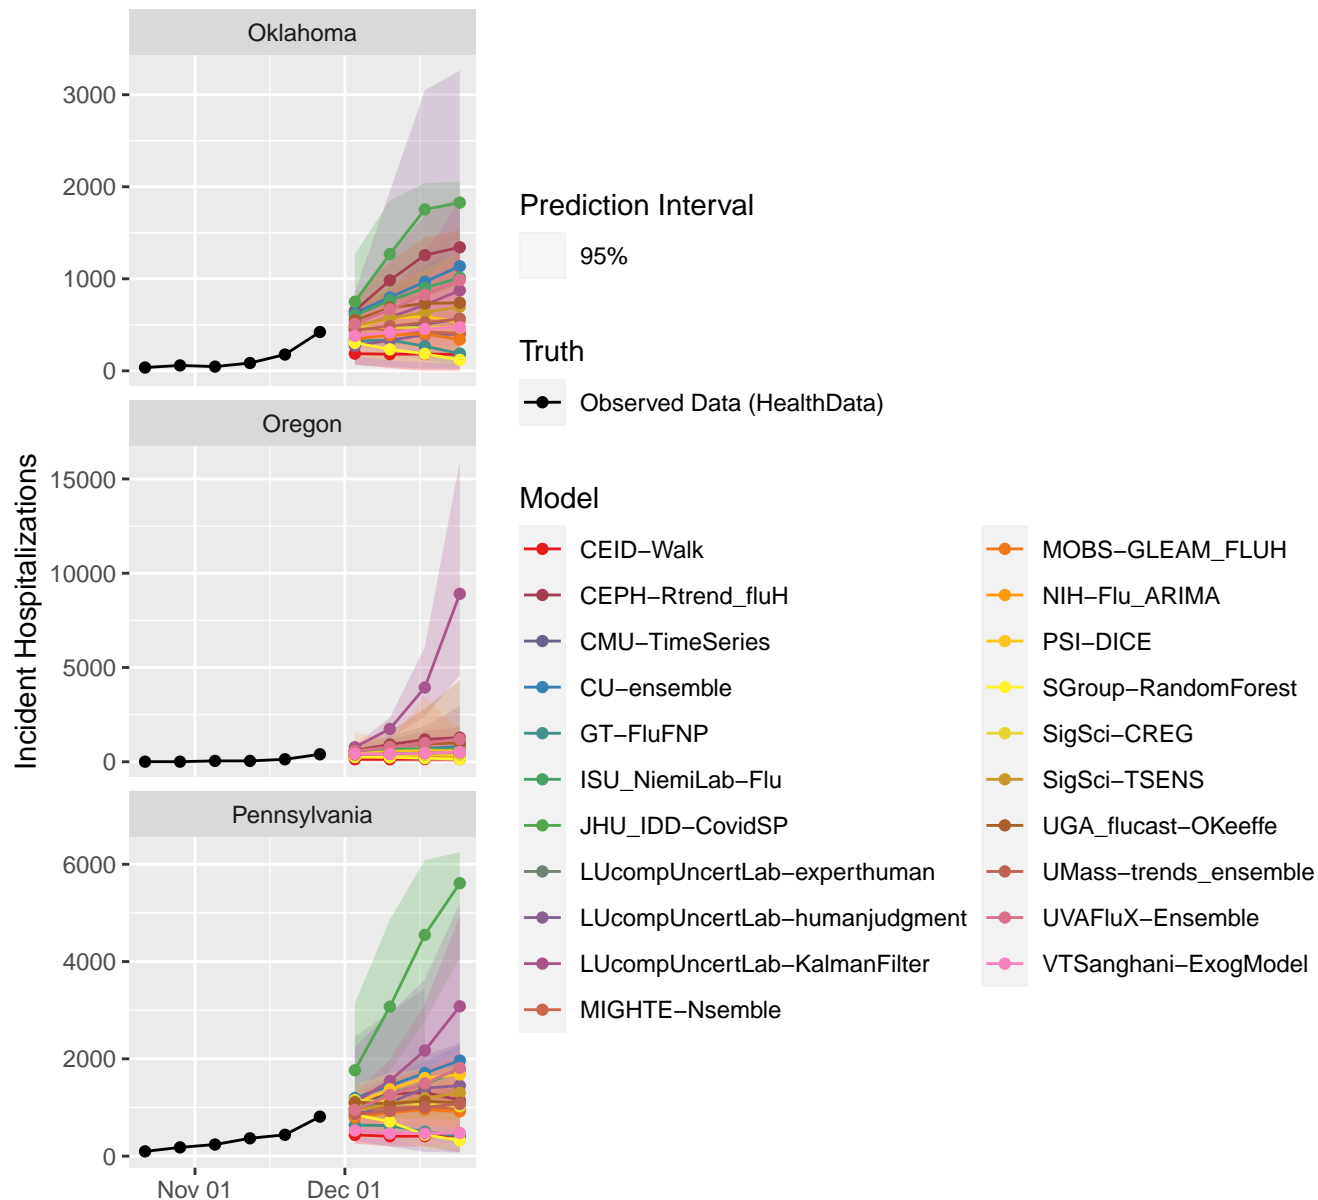 Oklahoma
3000
2000
1000
0
Oregon
15000
10000
5000
0
Pennsylvania
6000
4000
2000
0
Nov 01
Dec 01
Incident Hospitalizations
Prediction Interval
95%
Truth
Observed Data (HealthData)
Model
CEID−Walk
CEPH−Rtrend_fluH
CMU−TimeSeries
CU−ensemble
GT−FluFNP
ISU_NiemiLab−Flu
JHU_IDD−CovidSP
LUcompUncertLab−experthuman
LUcompUncertLab−humanjudgment
LUcompUncertLab−KalmanFilter
MIGHTE−Nsemble
MOBS−GLEAM_FLUH
NIH−Flu_ARIMA
PSI−DICE
SGroup−RandomForest
SigSci−CREG
SigSci−TSENS
UGA_flucast−OKeeffe
UMass−trends_ensemble
UVAFluX−Ensemble
VTSanghani−ExogModel